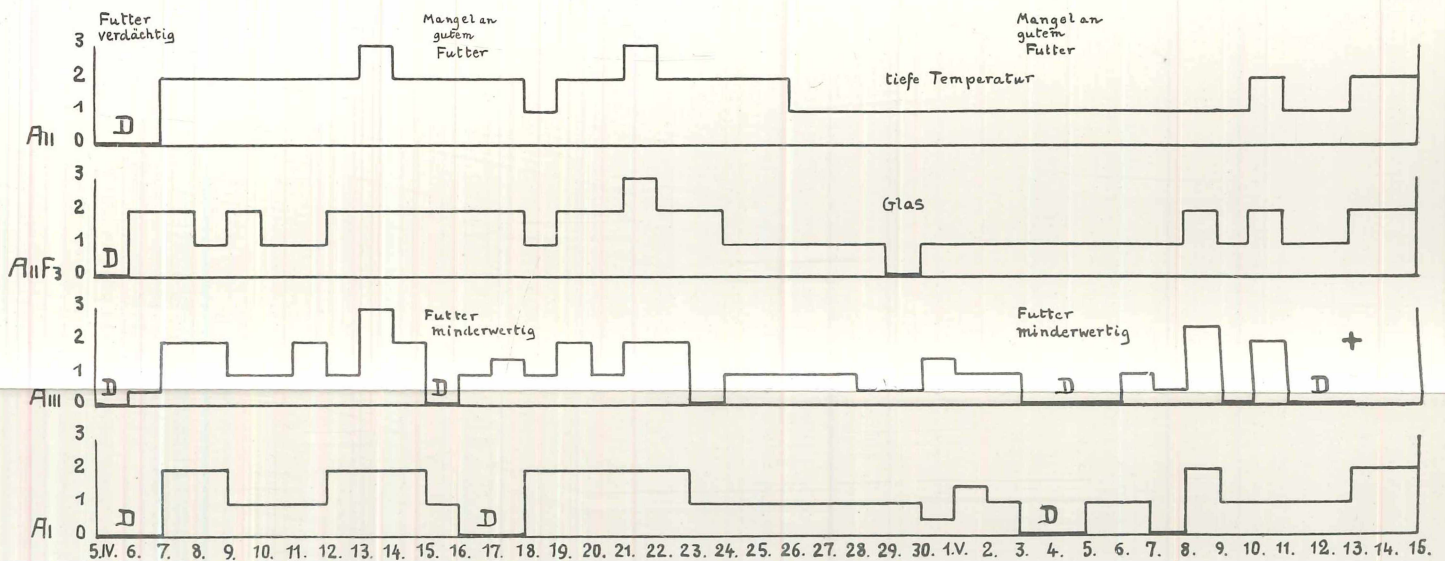 Futter
verdächtig
Mangel an
gutem
Futter
Mangel an
gutem
Futter
3
2
tiefe Temperatur
1
D
AII 0
3
2
Glas
1
D
AIIF3 0
3
Futter
minderwertig
Futter
minderwertig
2
+
1
D D D D
AIII 0
3
2
1
D D D
AI 0
5.IV. 6. 7. 8. 9. 10. 11. 12. 13. 14. 15. 16. 17. 18. 19. 20. 21. 22. 23. 24. 25. 26. 27. 28. 29. 30. 1.V. 2. 3. 4. 5. 6. 7. 8. 9. 10. 11. 12. 13. 14. 15.